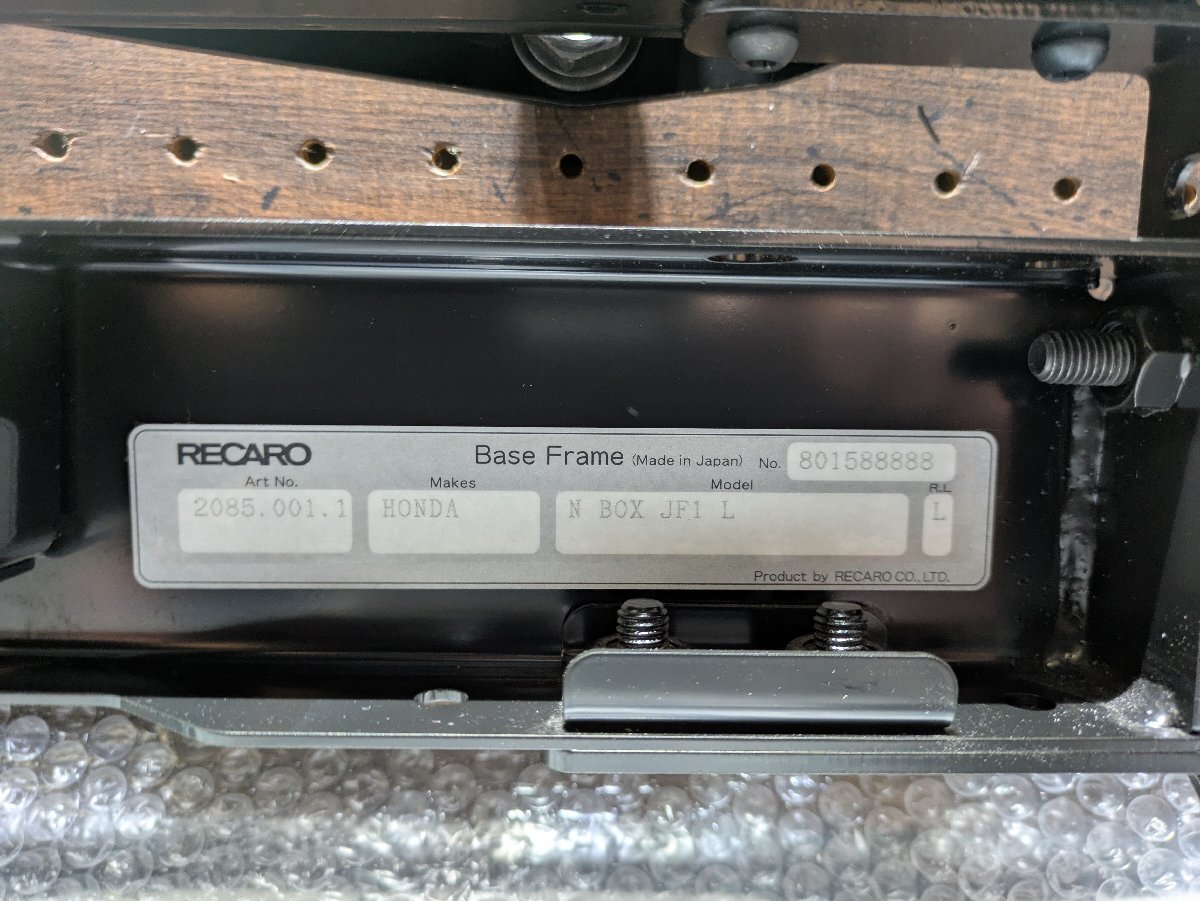 RECARO Base Frame (Made in Japan) No. 801588888
Art No. Makes Model R.L
2085.001.1 HONDA N BOX JF1 L L
Product by RECARO CO.,LTD.